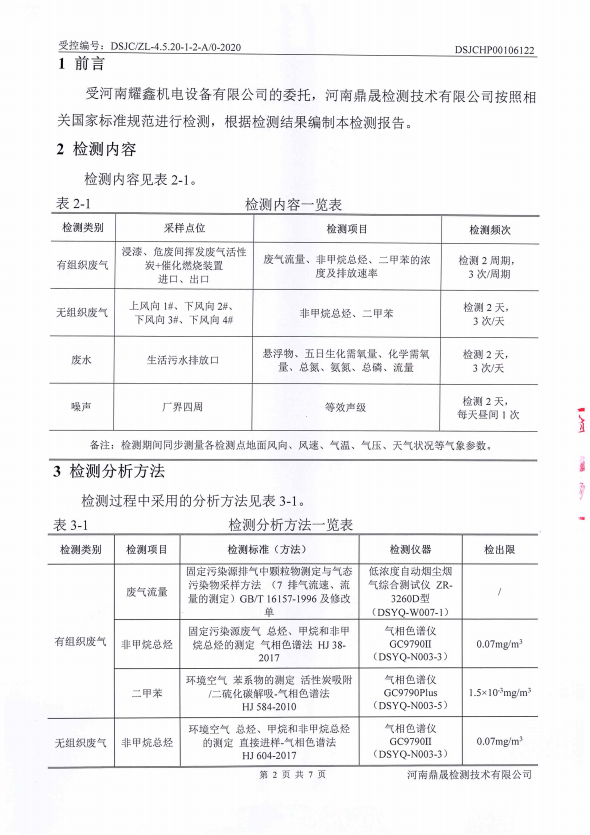 受控编号：DSJC/ZL-4.5.20-1-2-A/0-2020
DSJCHP00106122
1 前言
受河南耀鑫机电设备有限公司的委托，河南鼎晟检测技术有限公司按照相
关国家标准规范进行检测，根据检测结果编制本检测报告。
2 检测内容
检测内容见表 2-1。
表 2-1 检测内容一览表
检测类别 采样点位 检测项目 检测频次
有组织废气
浸漆、危废间挥发废气活性
炭+催化燃烧装置
进口、出口
废气流量、非甲烷总烃、二甲苯的浓
度及排放速率
检测 2 周期，
3 次/周期
无组织废气
上风向 1#、下风向 2#、
下风向 3#、下风向 4#
非甲烷总烃、二甲苯
检测 2 天，
3 次/天
废水
生活污水排放口
悬浮物、五日生化需氧量、化学需氧
量、总氮、氨氮、总磷、流量
检测 2 天，
3 次/天
噪声
厂界四周
等效声级
检测 2 天，
每天昼间 1 次
备注：检测期间同步测量各检测点地面风向、风速、气温、气压、天气状况等气象参数。
3 检测分析方法
检测过程中采用的分析方法见表 3-1。
表 3-1 检测分析方法一览表
检测类别 检测项目 检测标准（方法） 检测仪器 检出限
有组织废气
废气流量
固定污染源排气中颗粒物测定与气态
污染物采样方法 （7 排气流速、流
量的测定）GB/T 16157-1996 及修改
单
低浓度自动烟尘烟
气综合测试仪 ZR-
3260D型
（DSYQ-W007-1）
/
非甲烷总烃
固定污染源废气 总烃、甲烷和非甲
烷总烃的测定 气相色谱法 HJ 38-
2017
气相色谱仪
GC9790II
（DSYQ-N003-3）
0.07mg/m³
二甲苯
环境空气 苯系物的测定 活性炭吸附
/二硫化碳解吸-气相色谱法
HJ 584-2010
气相色谱仪
GC9790Plus
（DSYQ-N003-5）
1.5×10⁻³mg/m³
无组织废气
非甲烷总烃
环境空气 总烃、甲烷和非甲烷总烃
的测定 直接进样-气相色谱法
HJ 604-2017
气相色谱仪
GC9790II
（DSYQ-N003-3）
0.07mg/m³
第 2 页 共 7 页
河南鼎晟检测技术有限公司